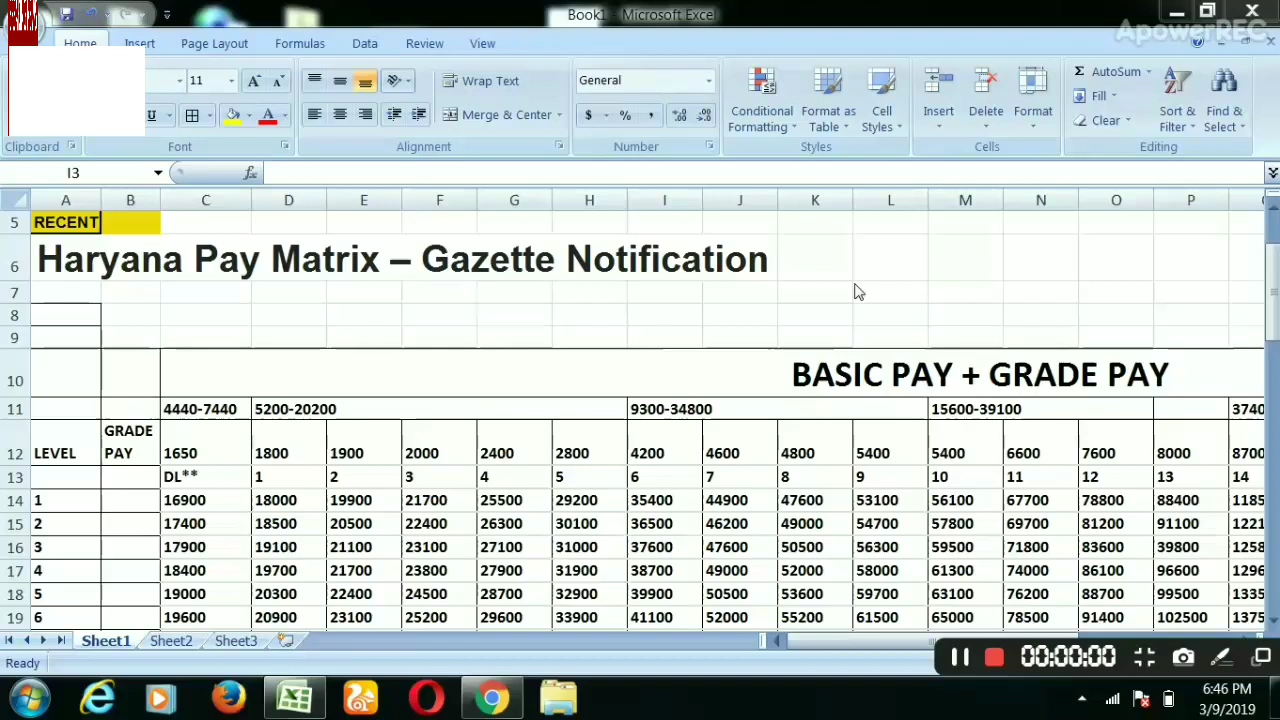 Book1 - Microsoft Excel
ApowerREC
Home Insert Page Layout Formulas Data Review View
11 A A Wrap Text General AutoSum
U A Merge & Center $ % , Conditional Formatting Format as Table Cell Styles Insert Delete Format Fill Clear Sort & Filter Find & Select
Clipboard Font Alignment Number Styles Cells Editing
I3 fx
A B C D E F G H I J K L M N O P
5 RECENT
6 Haryana Pay Matrix – Gazette Notification
7
8
9
10 BASIC PAY + GRADE PAY
11 4440-7440 5200-20200 9300-34800 15600-39100 3740
12 LEVEL GRADE PAY 1650 1800 1900 2000 2400 2800 4200 4600 4800 5400 5400 6600 7600 8000 8700
13 DL** 1 2 3 4 5 6 7 8 9 10 11 12 13 14
14 1 16900 18000 19900 21700 25500 29200 35400 44900 47600 53100 56100 67700 78800 88400 1185
15 2 17400 18500 20500 22400 26300 30100 36500 46200 49000 54700 57800 69700 81200 91100 1221
16 3 17900 19100 21100 23100 27100 31000 37600 47600 50500 56300 59500 71800 83600 39800 1258
17 4 18400 19700 21700 23800 27900 31900 38700 49000 52000 58000 61300 74000 86100 96600 1296
18 5 19000 20300 22400 24500 28700 32900 39900 50500 53600 59700 63100 76200 88700 99500 1335
19 6 19600 20900 23100 25200 29600 33900 41100 52000 55200 61500 65000 78500 91400 102500 1375
Sheet1 Sheet2 Sheet3
Ready
00:00:00
6:46 PM
3/9/2019